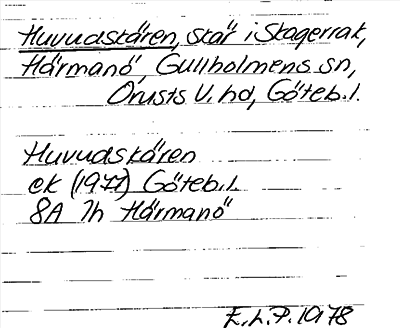 Huvudskären, skär i Skagerrak,
Härmanö, Gullholmens sn,
Orusts V. hd, Göteb. l.
Huvudskären
ek (1977) Göteb. l.
8A 7h Härmanö
E.L.P. 1978